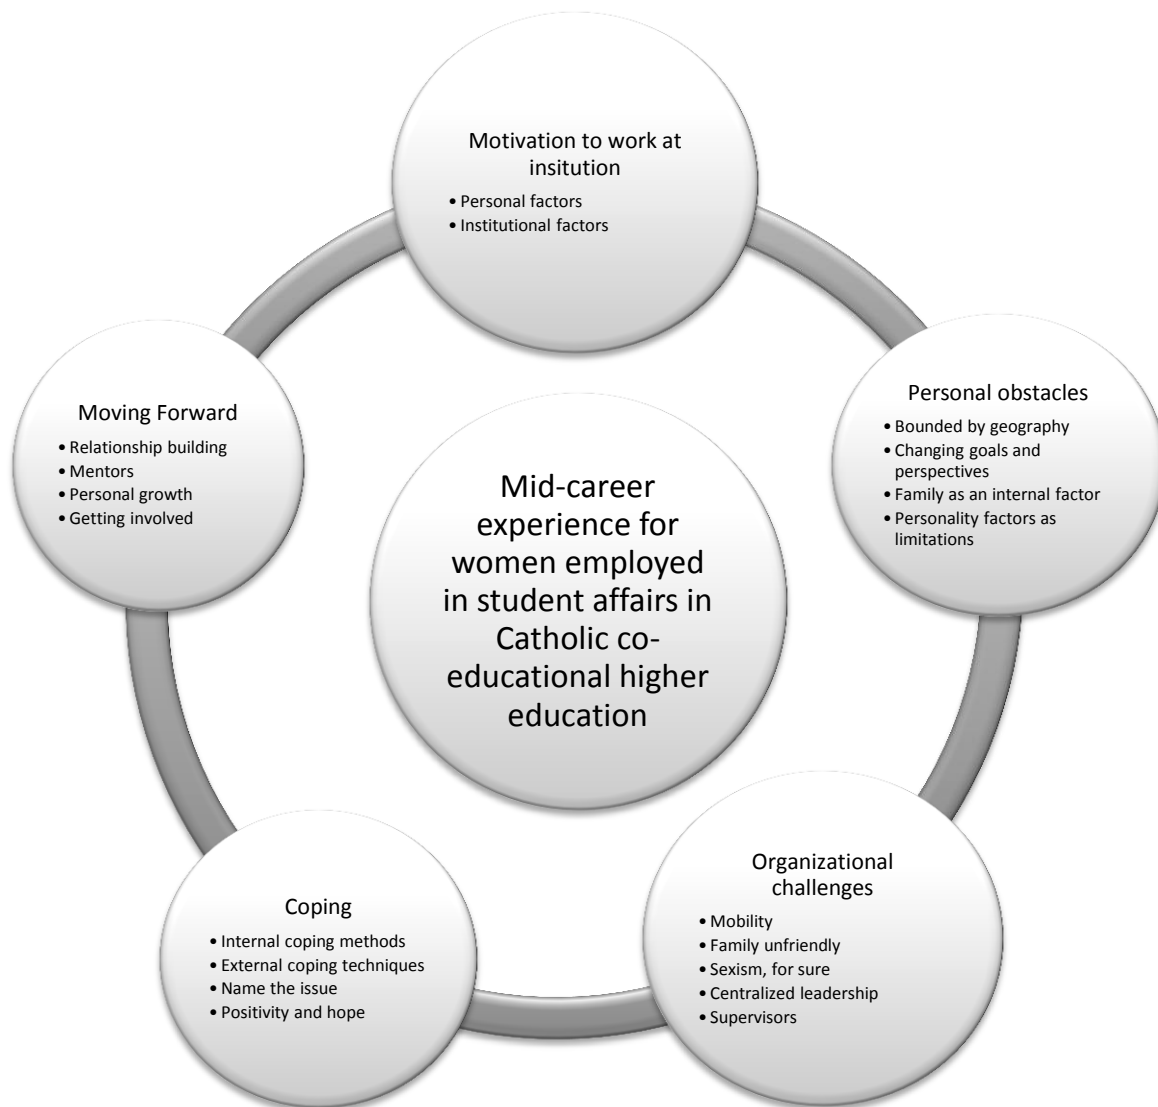 Motivation to work at
insitution
• Personal factors
• Institutional factors
Personal obstacles
• Bounded by geography
• Changing goals and
perspectives
• Family as an internal factor
• Personality factors as
limitations
Organizational
challenges
• Mobility
• Family unfriendly
• Sexism, for sure
• Centralized leadership
• Supervisors
Coping
• Internal coping methods
• External coping techniques
• Name the issue
• Positivity and hope
Moving Forward
• Relationship building
• Mentors
• Personal growth
• Getting involved
Mid-career
experience for
women employed
in student affairs in
Catholic co-
educational higher
education